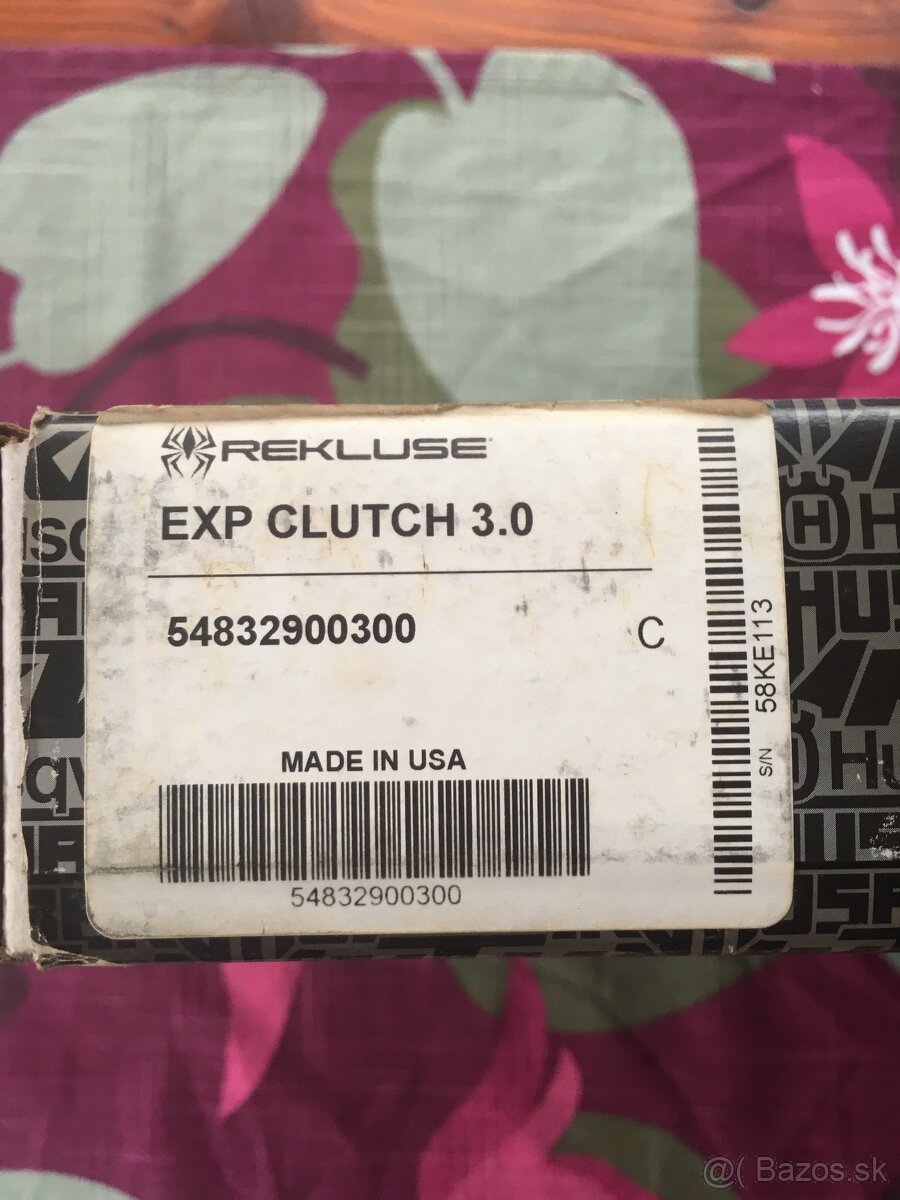 REKLUSE
EXP CLUTCH 3.0
54832900300
C
MADE IN USA
54832900300
S/N 58KE113
@( Bazos.sk